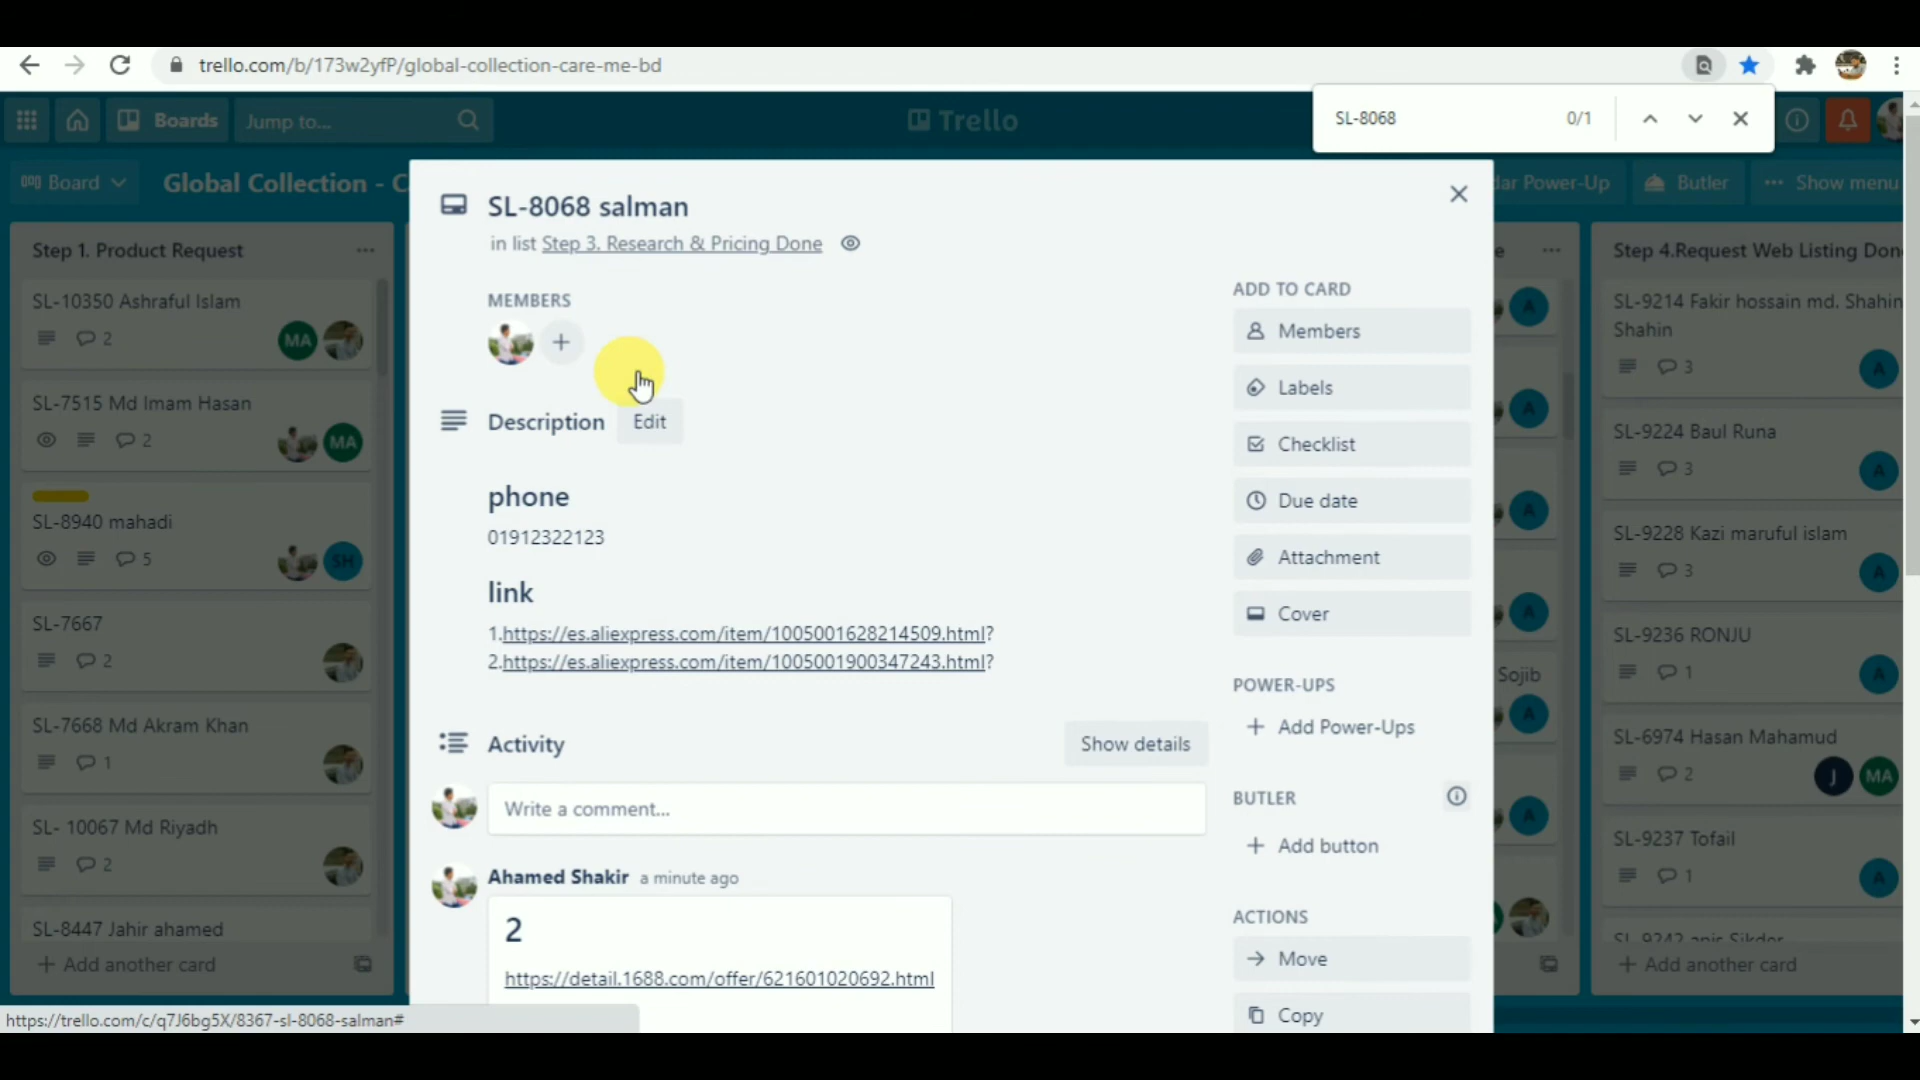 trello.com/b/173w2yfP/global-collection-care-me-bd
SL-8068 0/1
Boards
Jump to...
Trello
Board
Global Collection - C
dar Power-Up
Butler
Show menu
Step 1. Product Request
SL-10350 Ashraful Islam
2
MA
SL-7515 Md Imam Hasan
2
MA
SL-8940 mahadi
5
SH
SL-7667
2
SL-7668 Md Akram Khan
1
SL- 10067 Md Riyadh
2
SL-8447 Jahir ahamed
+ Add another card
SL-8068 salman
in list Step 3. Research & Pricing Done
MEMBERS
Description
Edit
phone
01912322123
link
1.https://es.aliexpress.com/item/1005001628214509.html?
2.https://es.aliexpress.com/item/1005001900347243.html?
Activity
Show details
Write a comment...
Ahamed Shakir a minute ago
2
https://detail.1688.com/offer/621601020692.html
ADD TO CARD
Members
Labels
Checklist
Due date
Attachment
Cover
POWER-UPS
+ Add Power-Ups
BUTLER
+ Add button
ACTIONS
Move
Copy
e
A
A
A
A
Sojib
A
A
Step 4.Request Web Listing Don
SL-9214 Fakir hossain md. Shahin
Shahin
3
A
SL-9224 Baul Runa
3
A
SL-9228 Kazi maruful islam
3
A
SL-9236 RONJU
1
A
SL-6974 Hasan Mahamud
2
J
MA
SL-9237 Tofail
1
A
SL-9242 anis Sikder
+ Add another card
https://trello.com/c/q7J6bg5X/8367-sl-8068-salman#